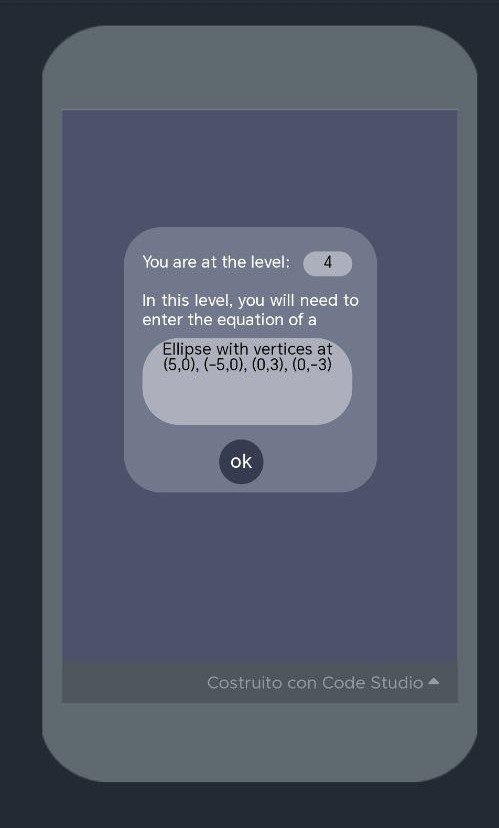 You are at the level: 4
In this level, you will need to
enter the equation of a
Ellipse with vertices at
(5,0), (-5,0), (0,3), (0,-3)
ok
Costruito con Code Studio